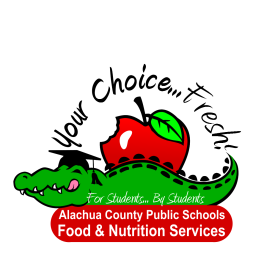 Your Choice... Fresh!
For Students... By Students
Alachua County Public Schools
Food & Nutrition Services